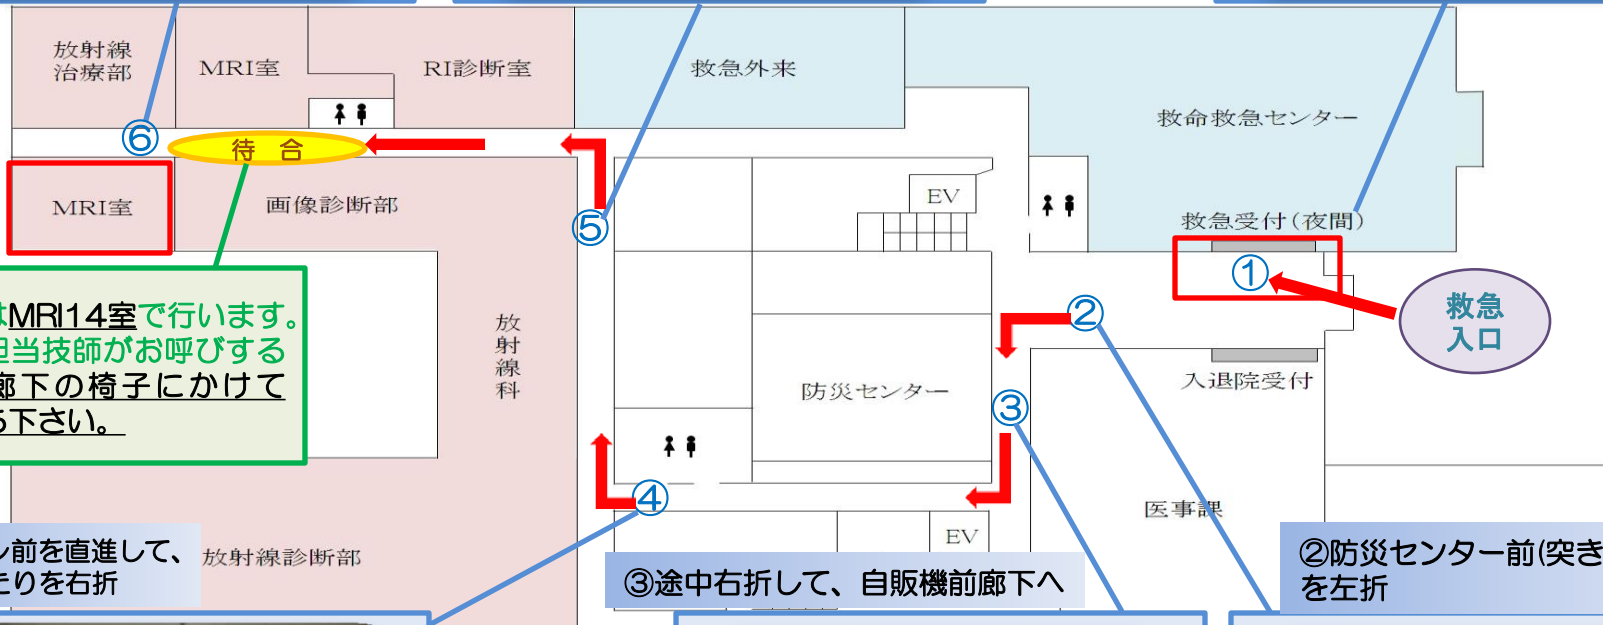 放射線
治療部
MRI室
RI診断室
救急外来
救命救急センター
⑥
待 合
MRI室
画像診断部
⑤
EV
救急受付(夜間)
①
救急
入口
②
入退院受付
はMRI14室で行います。
担当技師がお呼びする
廊下の椅子にかけて
ち下さい。
放射線科
防災センター
③
④
医事課
EV
ン前を直進して、
たりを右折
放射線診断部
③途中右折して、自販機前廊下へ
②防災センター前(突き
を左折